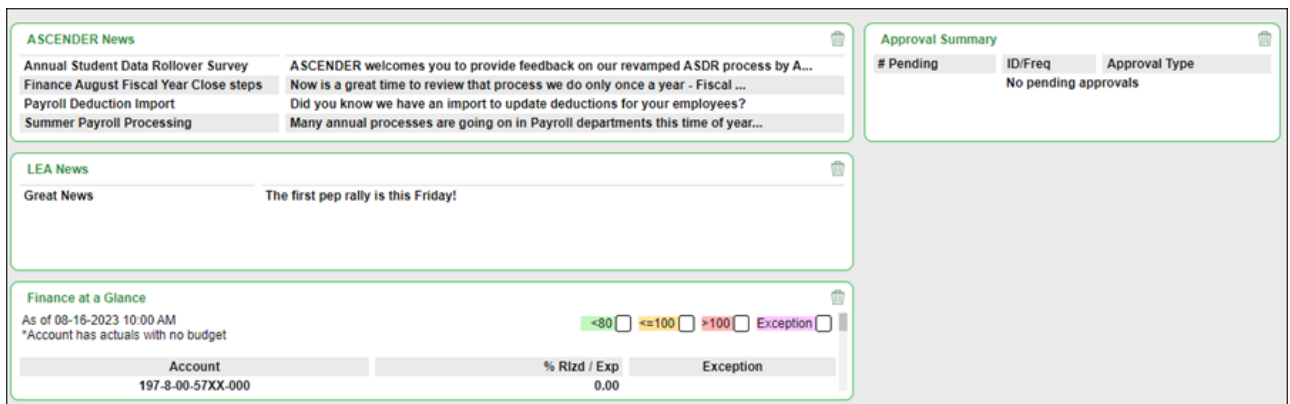 ASCENDER News
Annual Student Data Rollover Survey ASCENDER welcomes you to provide feedback on our revamped ASDR process by A...
Finance August Fiscal Year Close steps Now is a great time to review that process we do only once a year - Fiscal ...
Payroll Deduction Import Did you know we have an import to update deductions for your employees?
Summer Payroll Processing Many annual processes are going on in Payroll departments this time of year...
Approval Summary
# Pending ID/Freq Approval Type
No pending approvals
LEA News
Great News The first pep rally is this Friday!
Finance at a Glance
As of 08-16-2023 10:00 AM
*Account has actuals with no budget
<80 <=100 >100 Exception
Account % Rlzd / Exp Exception
197-8-00-57XX-000 0.00